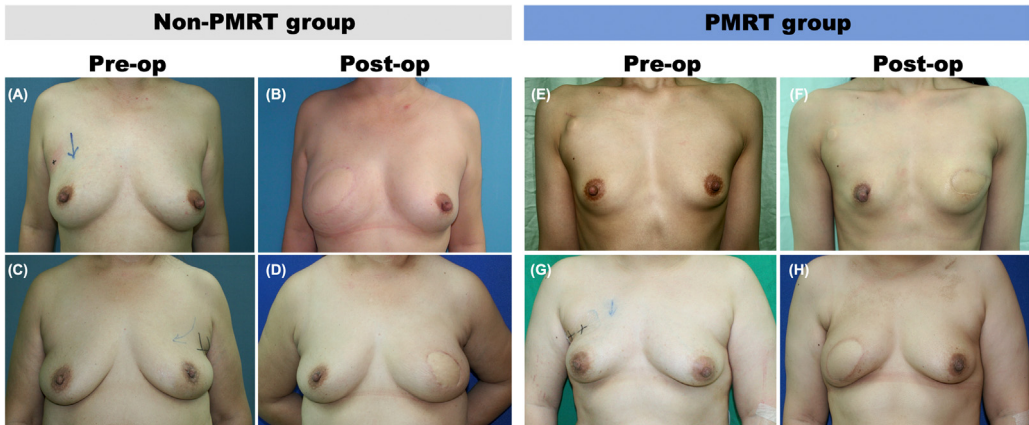 Non-PMRT group
PMRT group
Pre-op
Post-op
Pre-op
Post-op
(A)
(B)
(E)
(F)
(C)
(D)
(G)
(H)